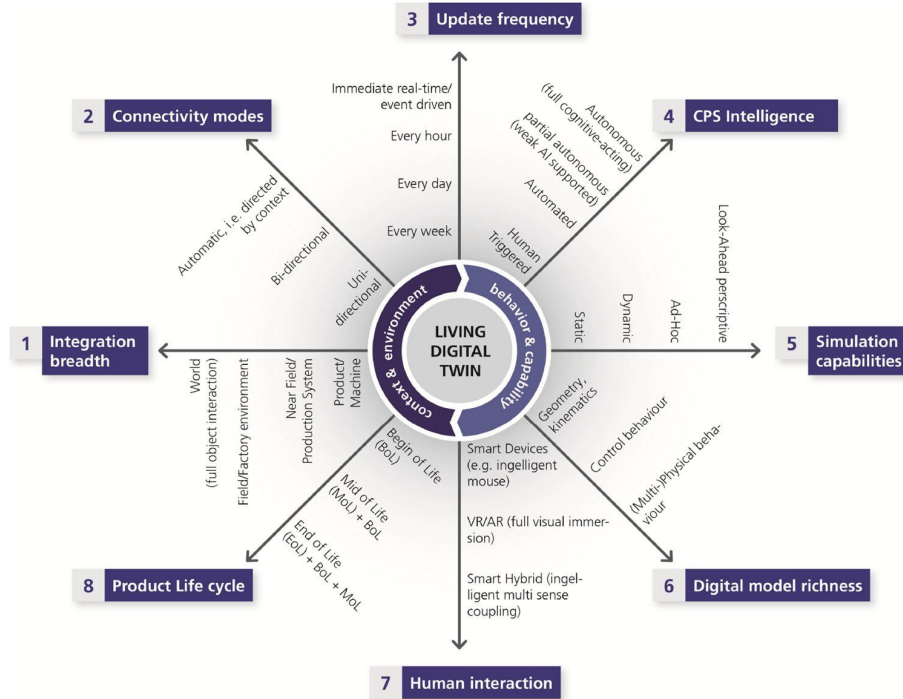 3 Update frequency
Immediate real-time/
event driven
Every hour
Every day
Every week
2 Connectivity modes
Automatic, i.e. directed
by context
Bi-directional
Uni-
directional
4 CPS Intelligence
Autonomous
(full cognitive-acting)
partial autonomous
(weak AI supported)
Automated
Human
Triggered
1 Integration
breadth
World
(full object interaction)
Field/Factory environment
Near Field/
Production System
Product/
Machine
context & environment
behavior & capability
LIVING
DIGITAL
TWIN
Static
Dynamic
Ad-Hoc
Look-Ahead perscriptive
5 Simulation
capabilities
Geometry,
kinematics
Control behaviour
(Multi-)Physical beha-
viour
6 Digital model richness
Begin of Life
(BoL)
Mid of Life
(MoL) + BoL
End of Life
(EoL) + BoL + MoL
8 Product Life cycle
Smart Devices
(e.g. ingelligent
mouse)
VR/AR (full visual immer-
sion)
Smart Hybrid (ingel-
ligent multi sense
coupling)
7 Human interaction